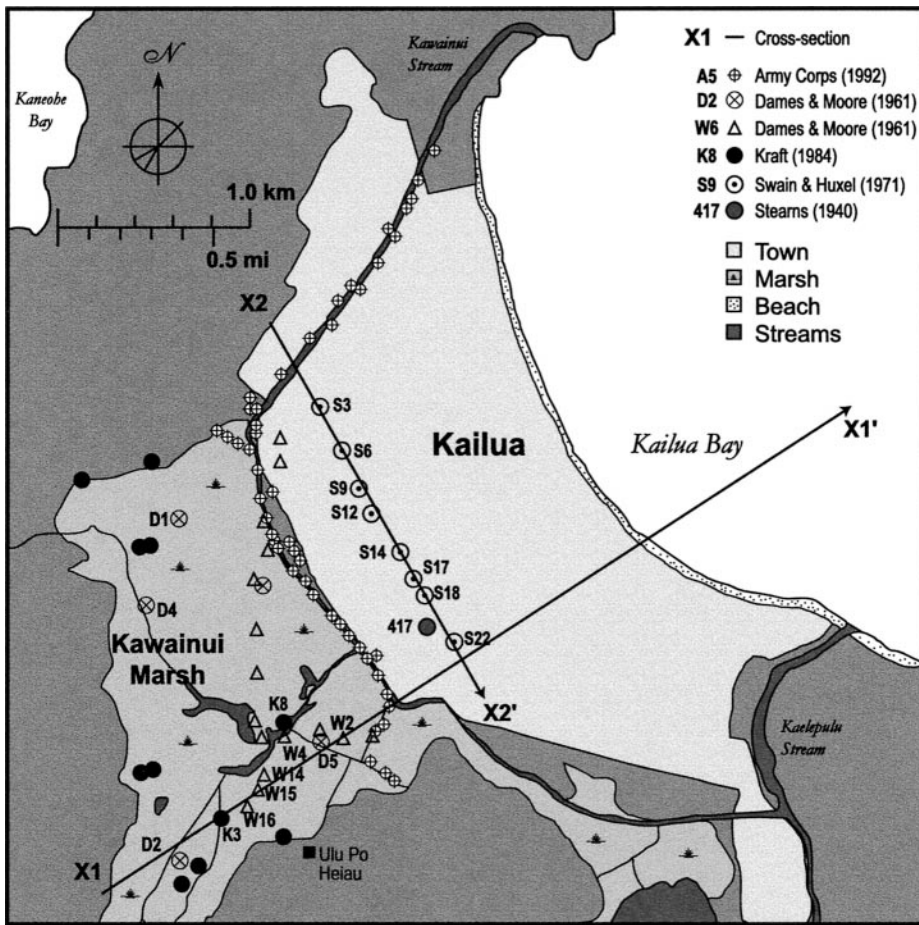 Kaneohe
Bay
N
Kawainui
Stream
X1 Cross-section
A5 Army Corps (1992)
D2 Dames & Moore (1961)
W6 Dames & Moore (1961)
K8 Kraft (1984)
S9 Swain & Huxel (1971)
417 Stearns (1940)
Town
Marsh
Beach
Streams
1.0 km
0.5 mi
X2
S3
Kailua
Kailua Bay
X1'
S6
S9
S12
D1
S14
S17
S18
D4
417
S22
Kawainui
Marsh
X2'
K8
W2
W4
D5
Kaelepulu
Stream
W14
W15
W16
K3
D2
X1
Ulu Po
Heiau